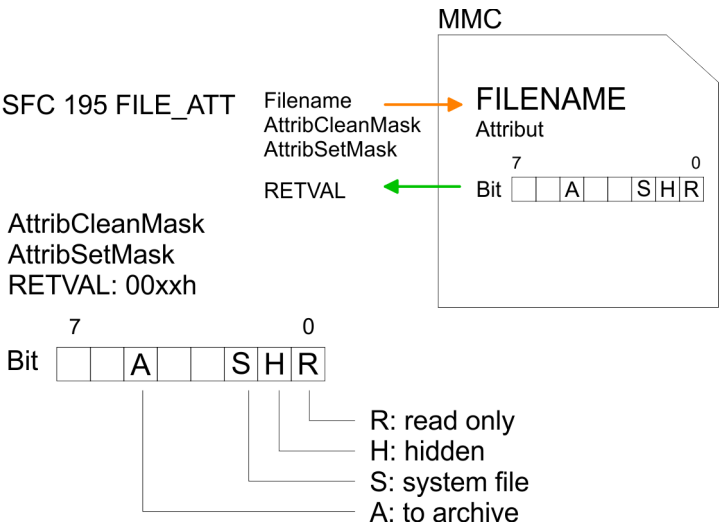 MMC
SFC 195 FILE_ATT
Filename
AttribCleanMask
AttribSetMask
RETVAL
FILENAME
Attribut
7 0
Bit A S H R
AttribCleanMask
AttribSetMask
RETVAL: 00xxh
7 0
Bit A S H R
R: read only
H: hidden
S: system file
A: to archive